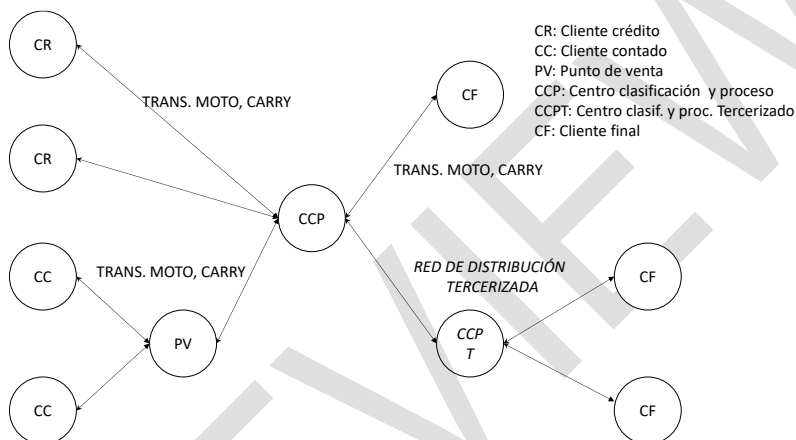 CR
CR: Cliente crédito
CC: Cliente contado
PV: Punto de venta
CCP: Centro clasificación y proceso
CCPT: Centro clasif. y proc. Tercerizado
CF: Cliente final
TRANS. MOTO, CARRY
CF
CR
TRANS. MOTO, CARRY
CCP
CC
TRANS. MOTO, CARRY
RED DE DISTRIBUCIÓN
TERCERIZADA
CF
PV
CCP
T
CC
CF